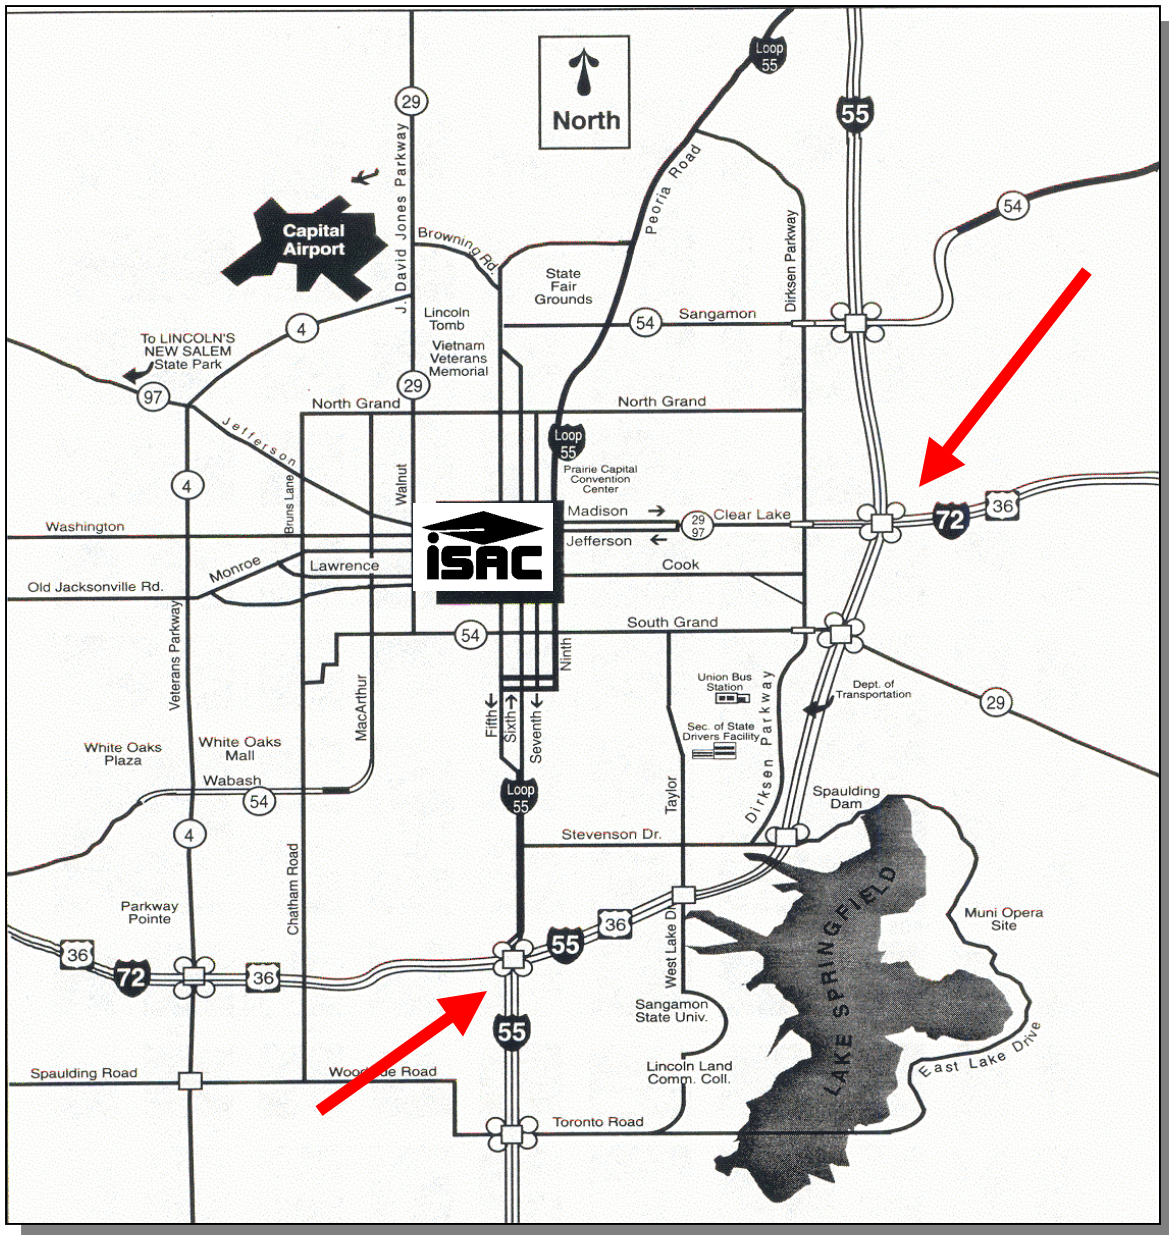 Loop
55
55
North
29
J. David Jones Parkway
Peoria Road
Capital
Airport
Browning Rd.
State
Fair
Grounds
Dirksen Parkway
54
4
Lincoln
Tomb
54
Sangamon
To LINCOLN'S
NEW SALEM
State Park
Vietnam
Veterans
Memorial
97
29
North Grand
North Grand
Jefferson
Loop
55
Prairie Capital
Convention
Center
4
Bruns Lane
Walnut
36
Madison
29
97
Clear Lake
72
Washington
Jefferson
iSAC
Monroe
Lawrence
Cook
Old Jacksonville Rd.
Veterans Parkway
54
South Grand
Ninth
Union Bus
Station
Dept. of
Transportation
29
MacArthur
Fifth
Sixth
Seventh
Sec. of State
Drivers Facility
Dirksen Parkway
White Oaks
Plaza
White Oaks
Mall
Wabash
54
Loop
55
Taylor
Spaulding
Dam
4
Stevenson Dr.
Chatham Road
Parkway
Pointe
LAKE SPRINGFIELD
Muni Opera
Site
36
72
36
55
36
West Lake Dr.
55
Sangamon
State Univ.
East Lake Drive
Spaulding Road
Lincoln Land
Comm. Coll.
Toronto Road